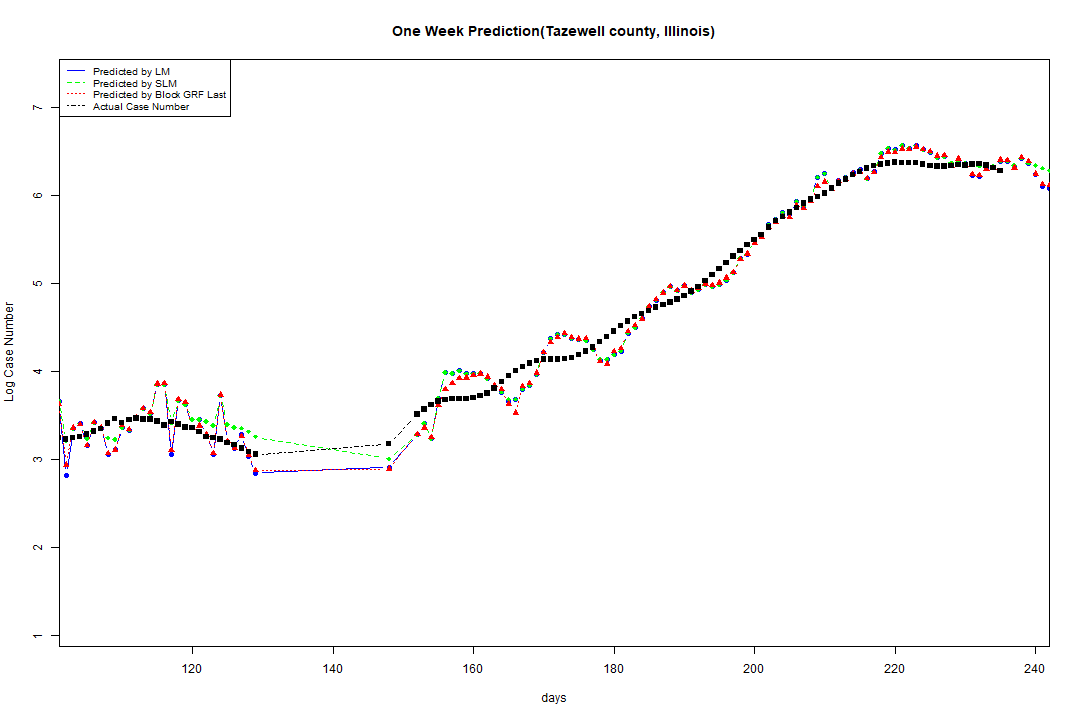 One Week Prediction(Tazewell county, Illinois)
Predicted by LM
Predicted by SLM
Predicted by Block GRF Last
Actual Case Number
Log Case Number
7
6
5
4
3
2
1
120 140 160 180 200 220 240
days